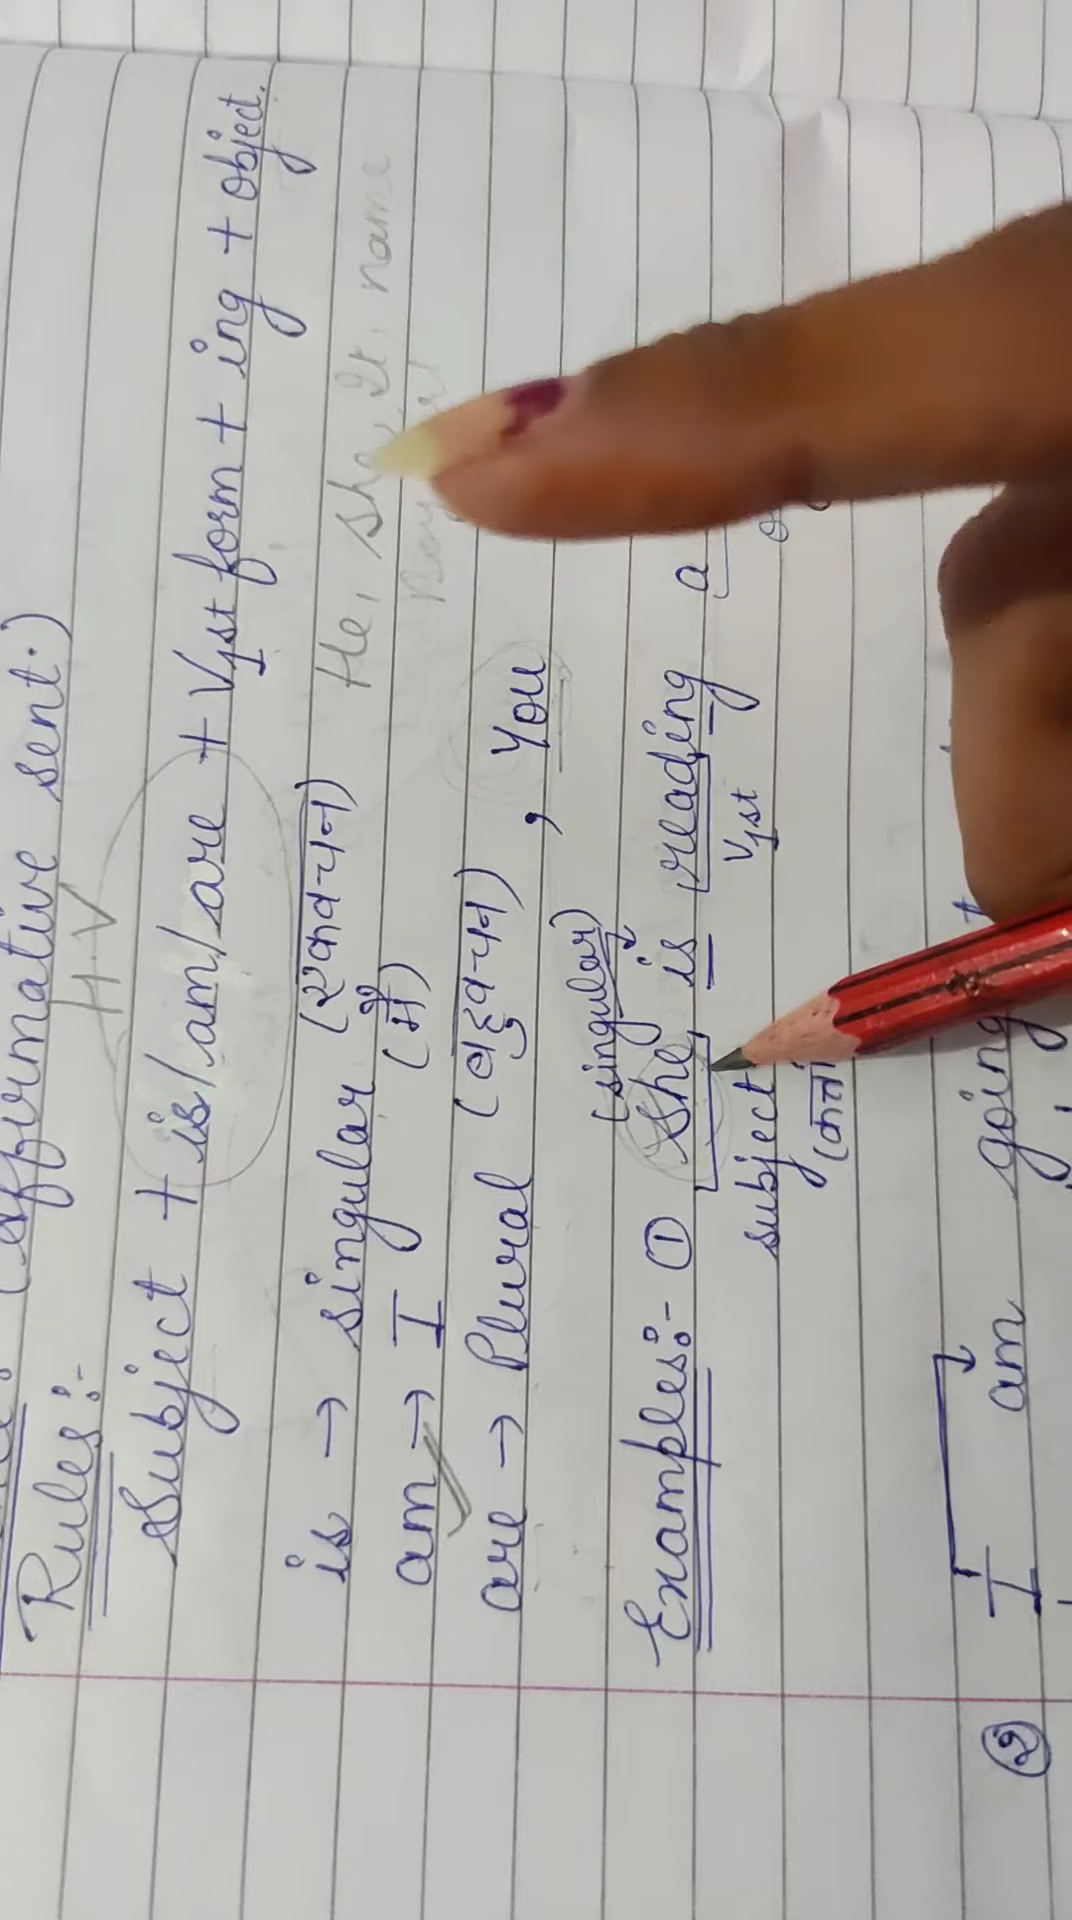 (Affirmative sent.)
Rules:-
H.V
Subject + is/am/are + V1st form + ing + object.
is → singular (एकवचन) He, she, It, name
am → I (मैं)
are → Plural (बहुवचन), You
(singular)
Examples:- ① She is reading a
subject V1st
(कर्ता
② I am going